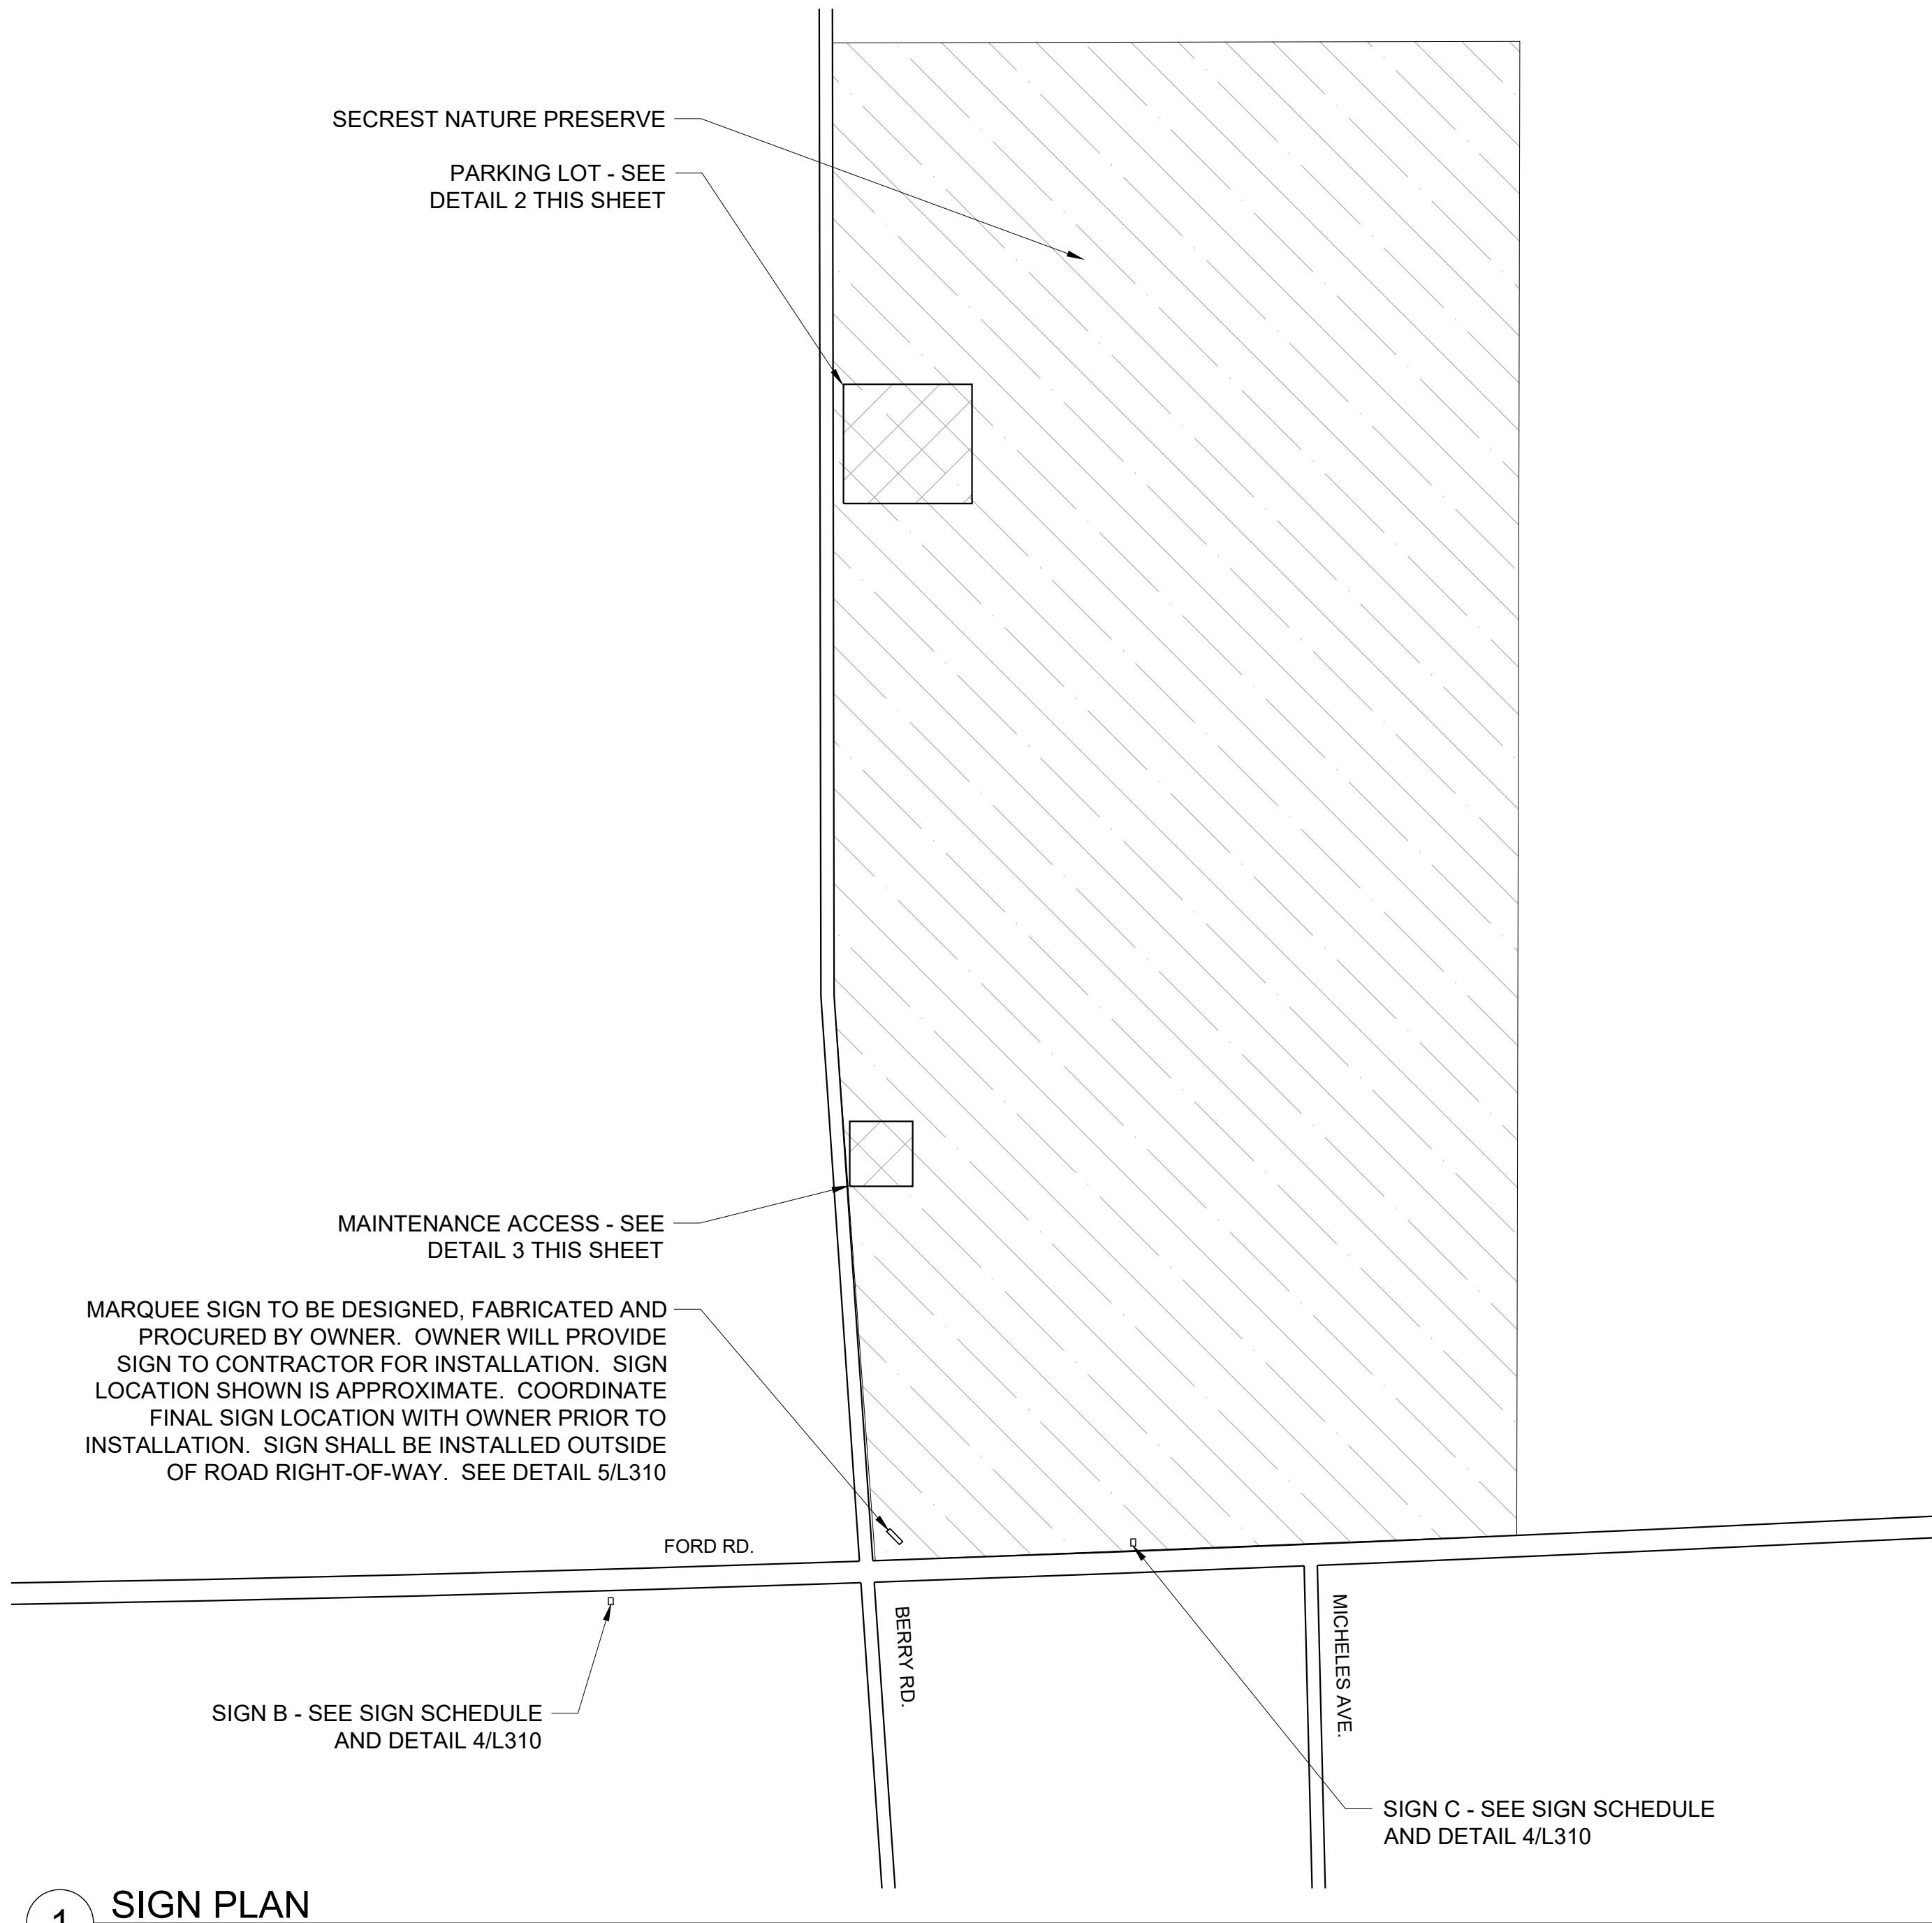 SECREST NATURE PRESERVE
PARKING LOT - SEE
DETAIL 2 THIS SHEET
MAINTENANCE ACCESS - SEE
DETAIL 3 THIS SHEET
MARQUEE SIGN TO BE DESIGNED, FABRICATED AND
PROCURED BY OWNER.  OWNER WILL PROVIDE
SIGN TO CONTRACTOR FOR INSTALLATION.  SIGN
LOCATION SHOWN IS APPROXIMATE.  COORDINATE
FINAL SIGN LOCATION WITH OWNER PRIOR TO
INSTALLATION.  SIGN SHALL BE INSTALLED OUTSIDE
OF ROAD RIGHT-OF-WAY.  SEE DETAIL 5/L310
FORD RD.
BERRY RD.
MICHELES AVE.
SIGN B - SEE SIGN SCHEDULE
AND DETAIL 4/L310
SIGN C - SEE SIGN SCHEDULE
AND DETAIL 4/L310
1
SIGN PLAN